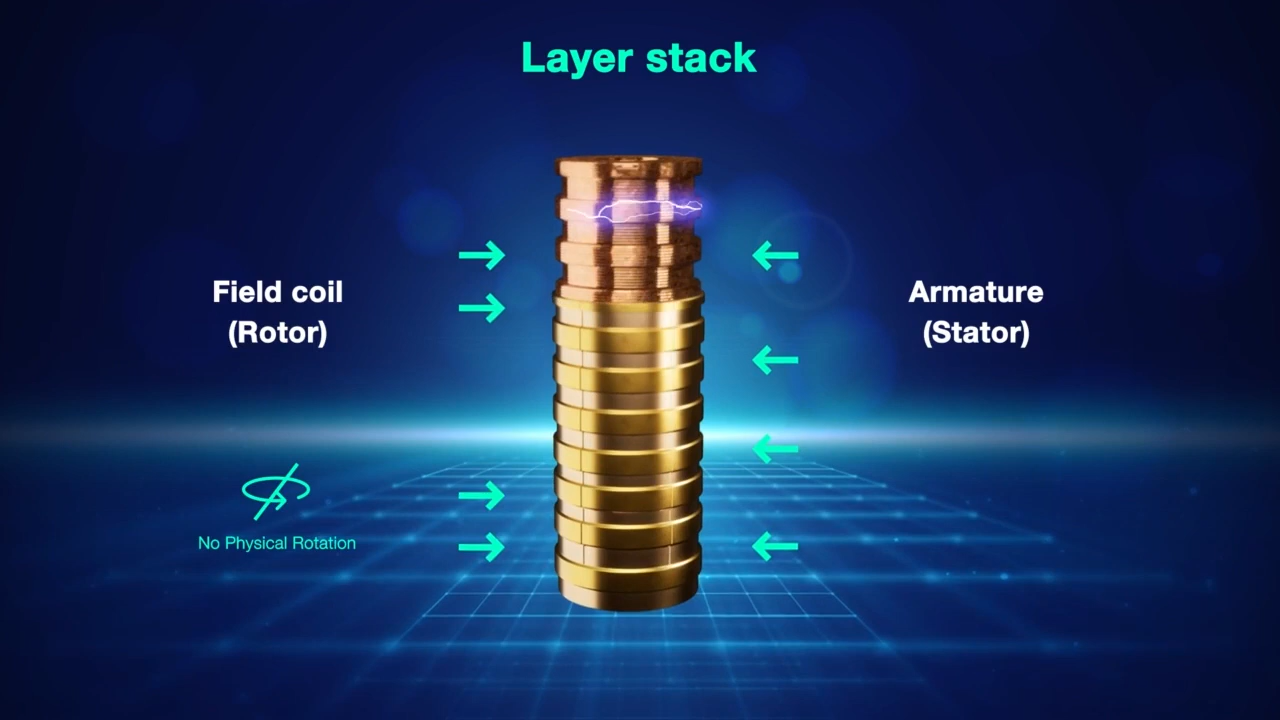 Layer stack
Field coil
(Rotor)
Armature
(Stator)
No Physical Rotation